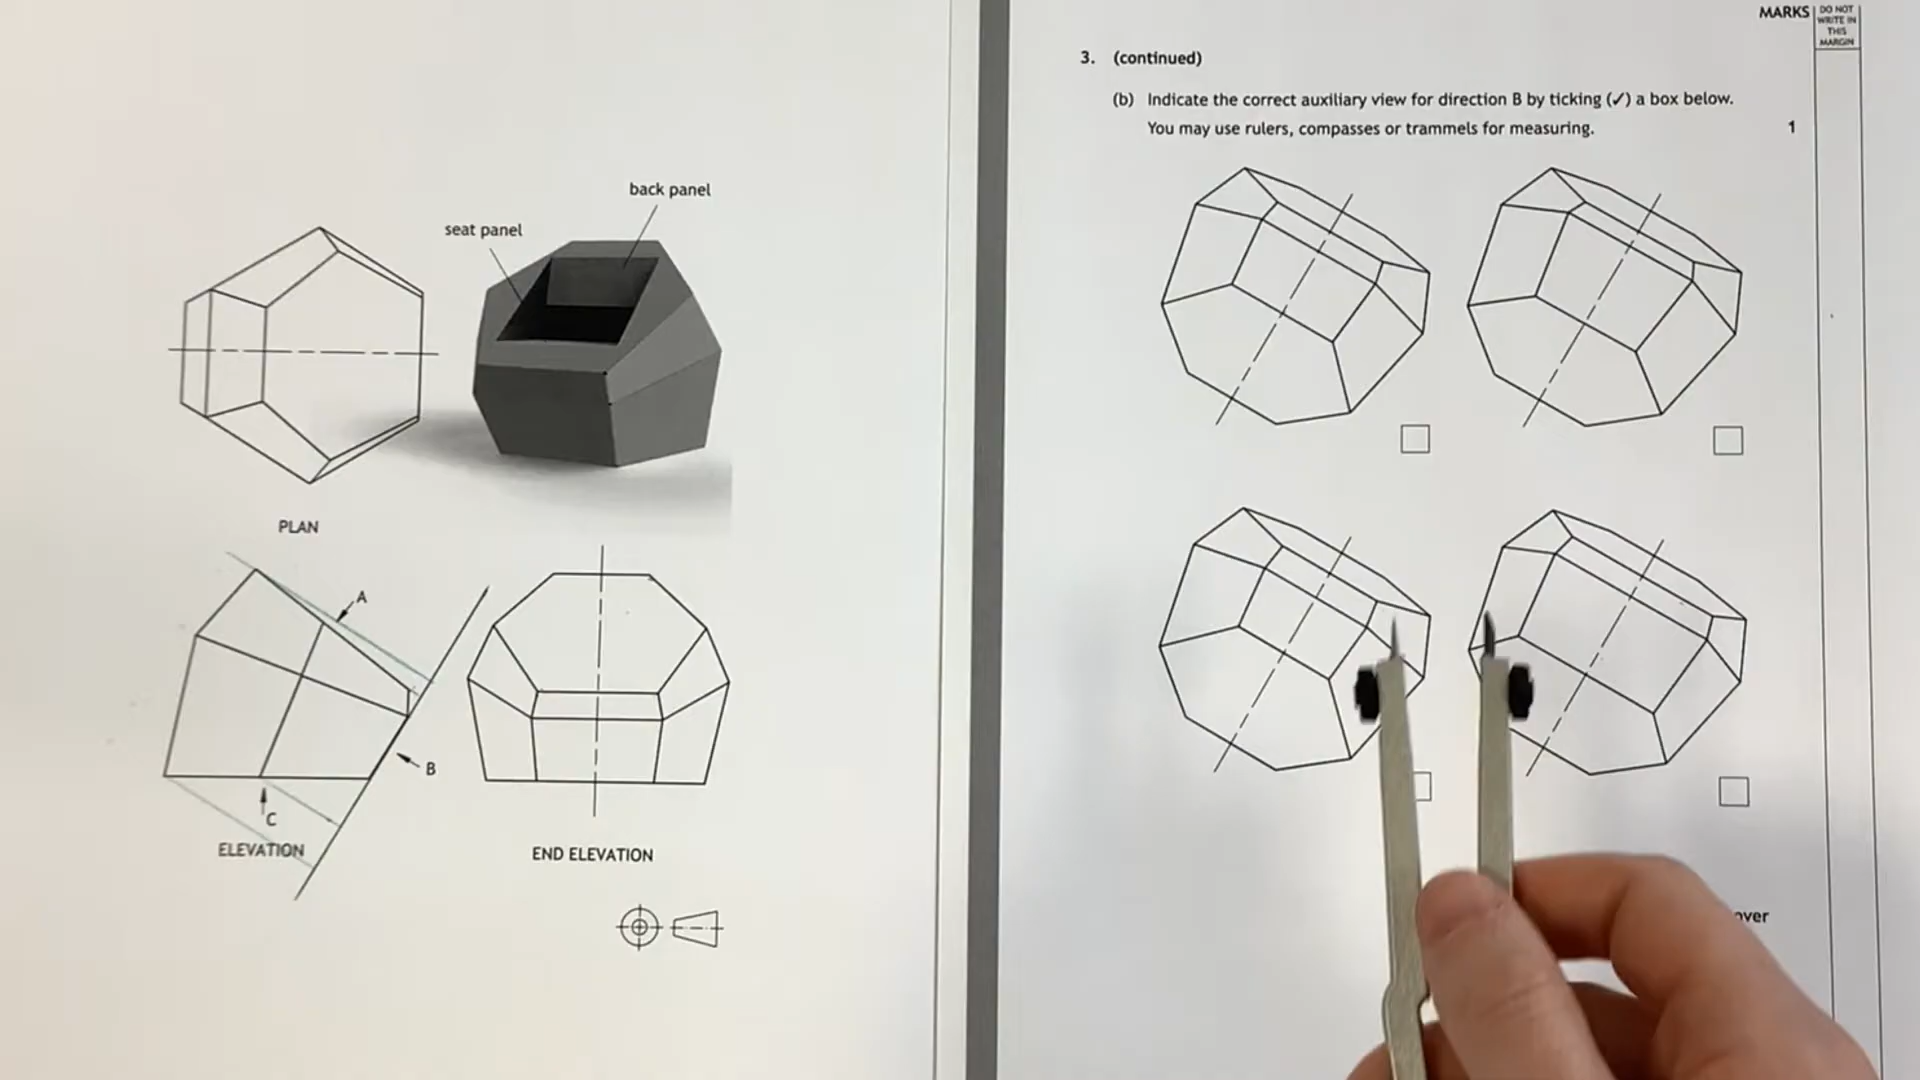 back panel
seat panel
PLAN
A
B
C
ELEVATION
END ELEVATION
MARKS
DO NOT
WRITE IN
THIS
MARGIN
3. (continued)
(b) Indicate the correct auxiliary view for direction B by ticking (✓) a box below.
You may use rulers, compasses or trammels for measuring.
1
over